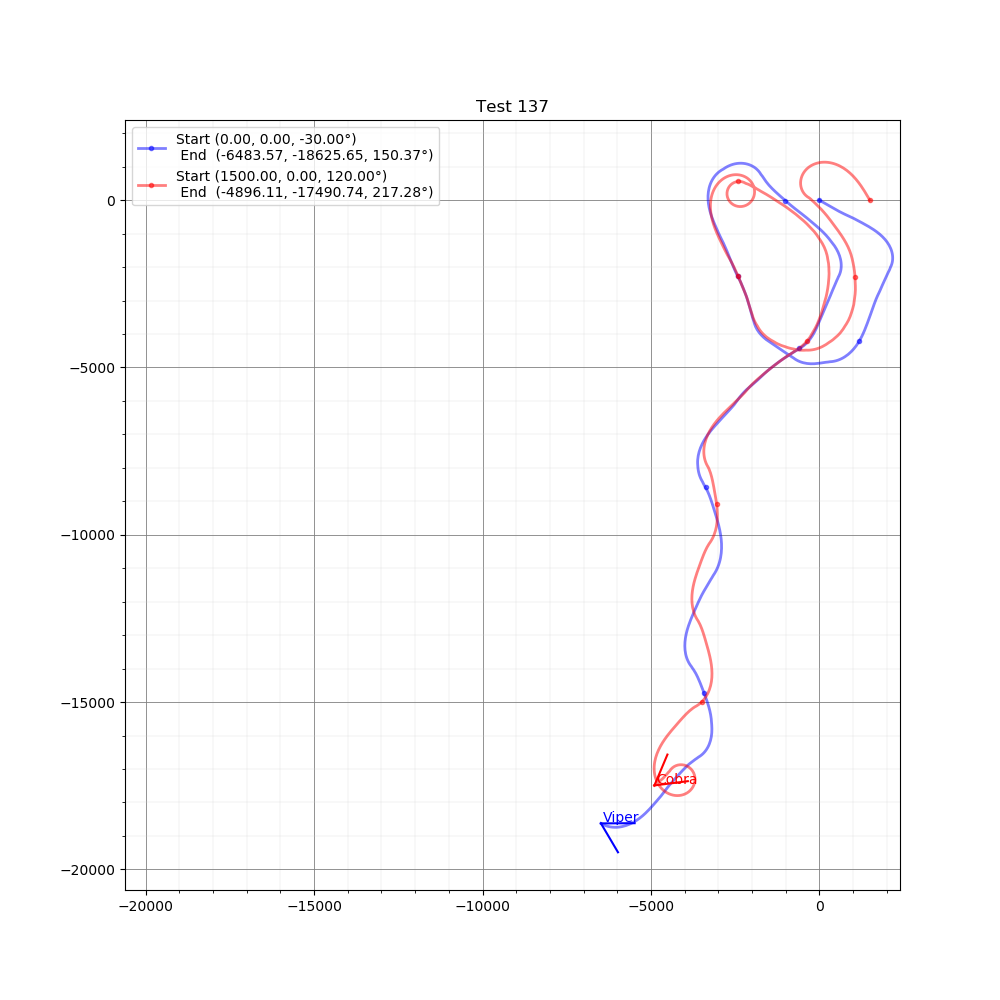 Test 137
Start (0.00, 0.00, -30.00°)
End (-6483.57, -18625.65, 150.37°)
Start (1500.00, 0.00, 120.00°)
End (-4896.11, -17490.74, 217.28°)
0
−5000
−10000
−15000
−20000
Cobra
Viper
−20000 −15000 −10000 −5000 0